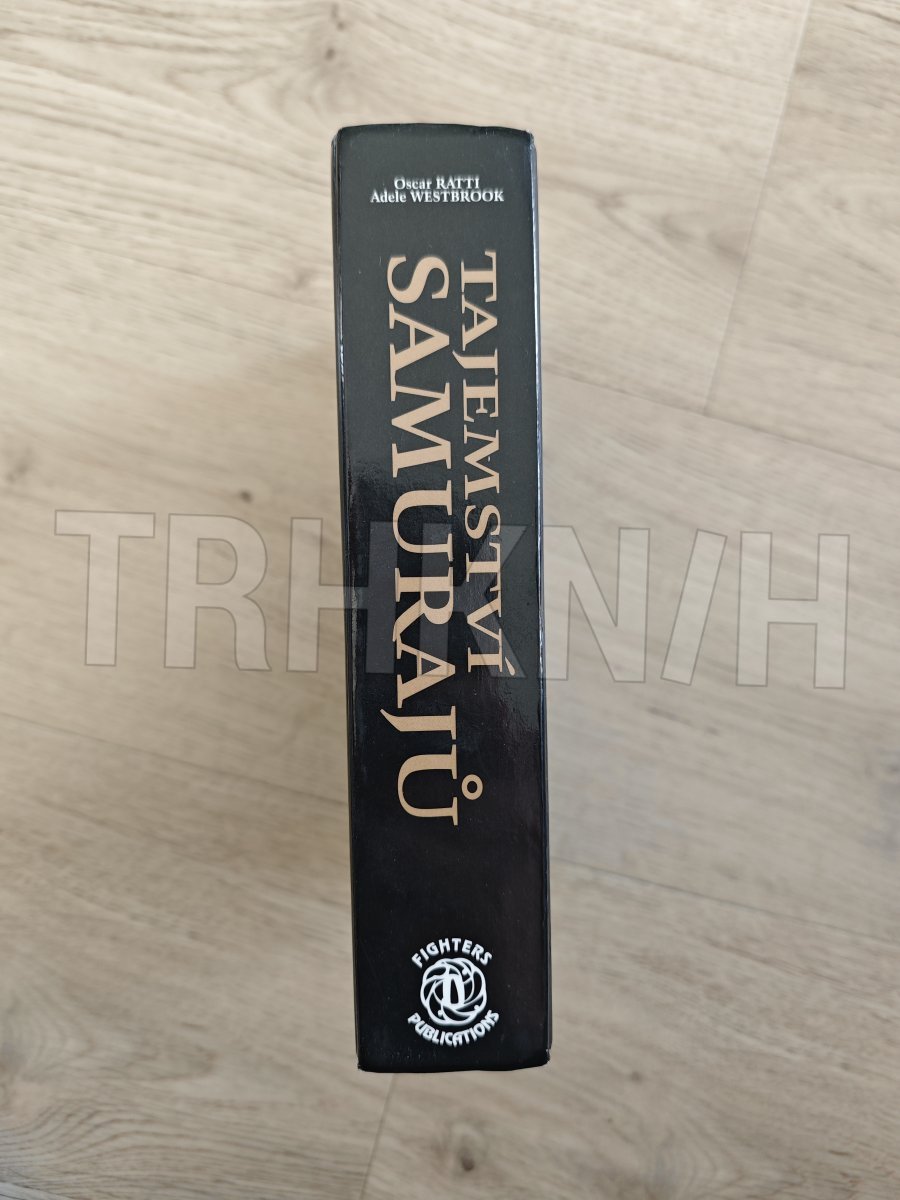 Oscar RATTI
Adele WESTBROOK
TAJEMSTVÍ
SAMURAJŮ
TRHKNIH
FIGHTERS
PUBLICATIONS